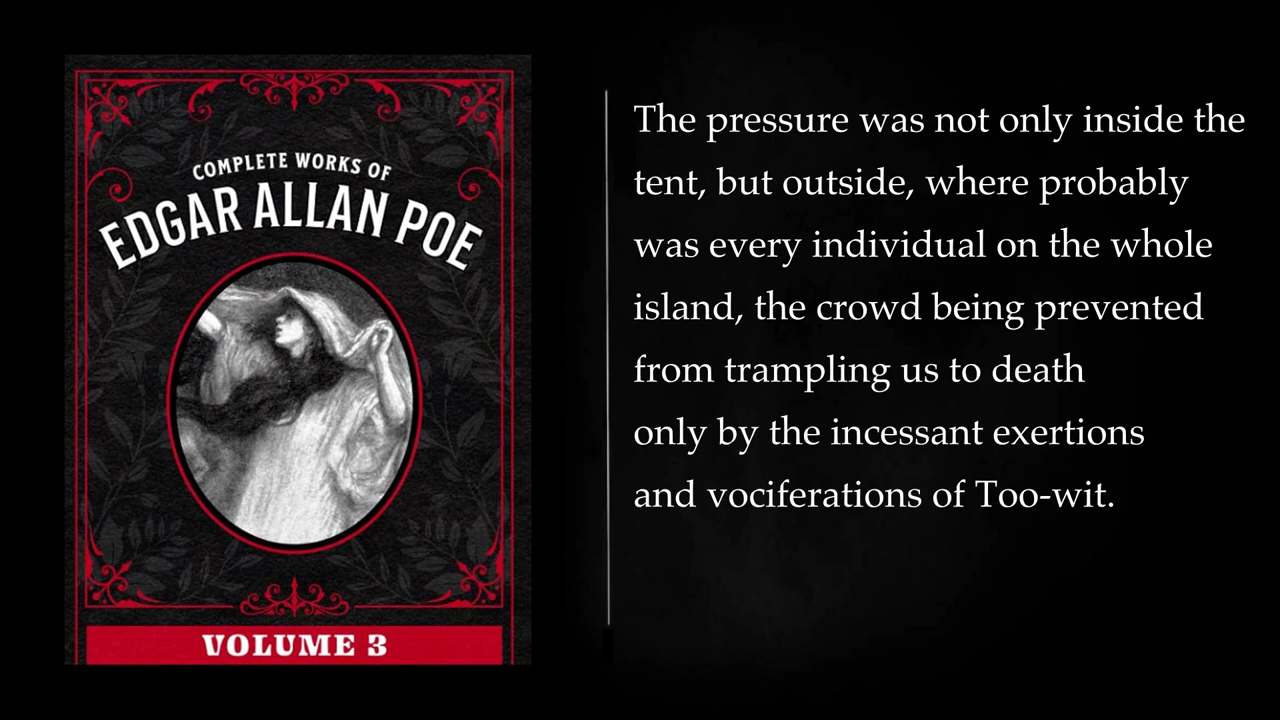 COMPLETE WORKS OF
EDGAR ALLAN POE
VOLUME 3
The pressure was not only inside the
tent, but outside, where probably
was every individual on the whole
island, the crowd being prevented
from trampling us to death
only by the incessant exertions
and vociferations of Too-wit.